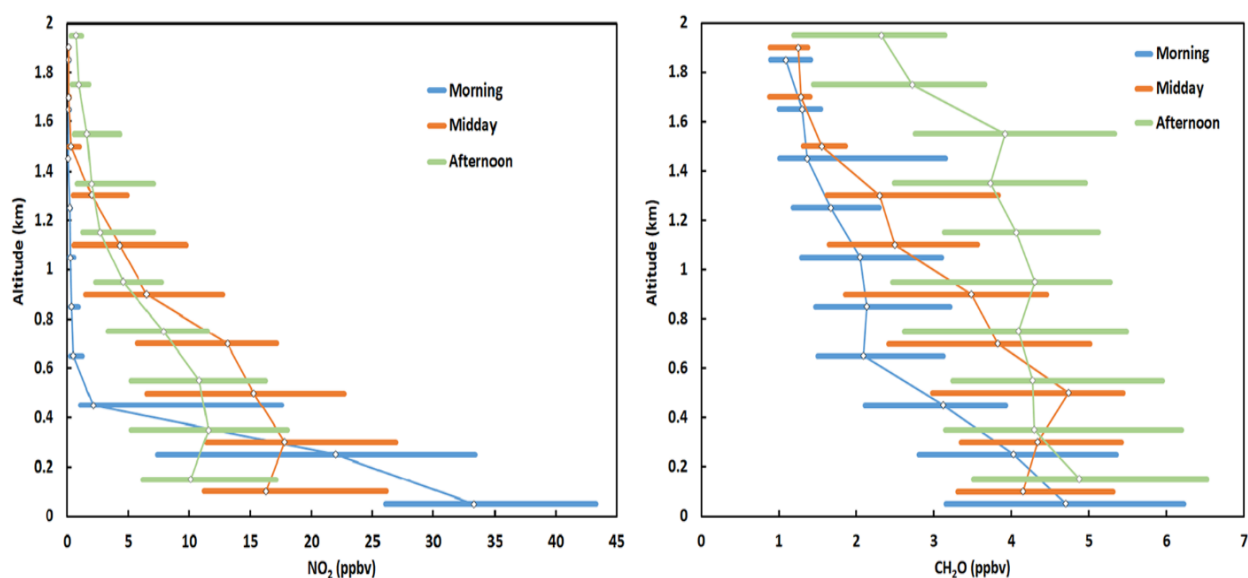 2
1.8
1.6
1.4
1.2
1
0.8
0.6
0.4
0.2
0
Altitude (km)
0 5 10 15 20 25 30 35 40 45
NO₂ (ppbv)
Morning
Midday
Afternoon
2
1.8
1.6
1.4
1.2
1
0.8
0.6
0.4
0.2
0
Altitude (km)
0 1 2 3 4 5 6 7
CH₂O (ppbv)
Morning
Midday
Afternoon